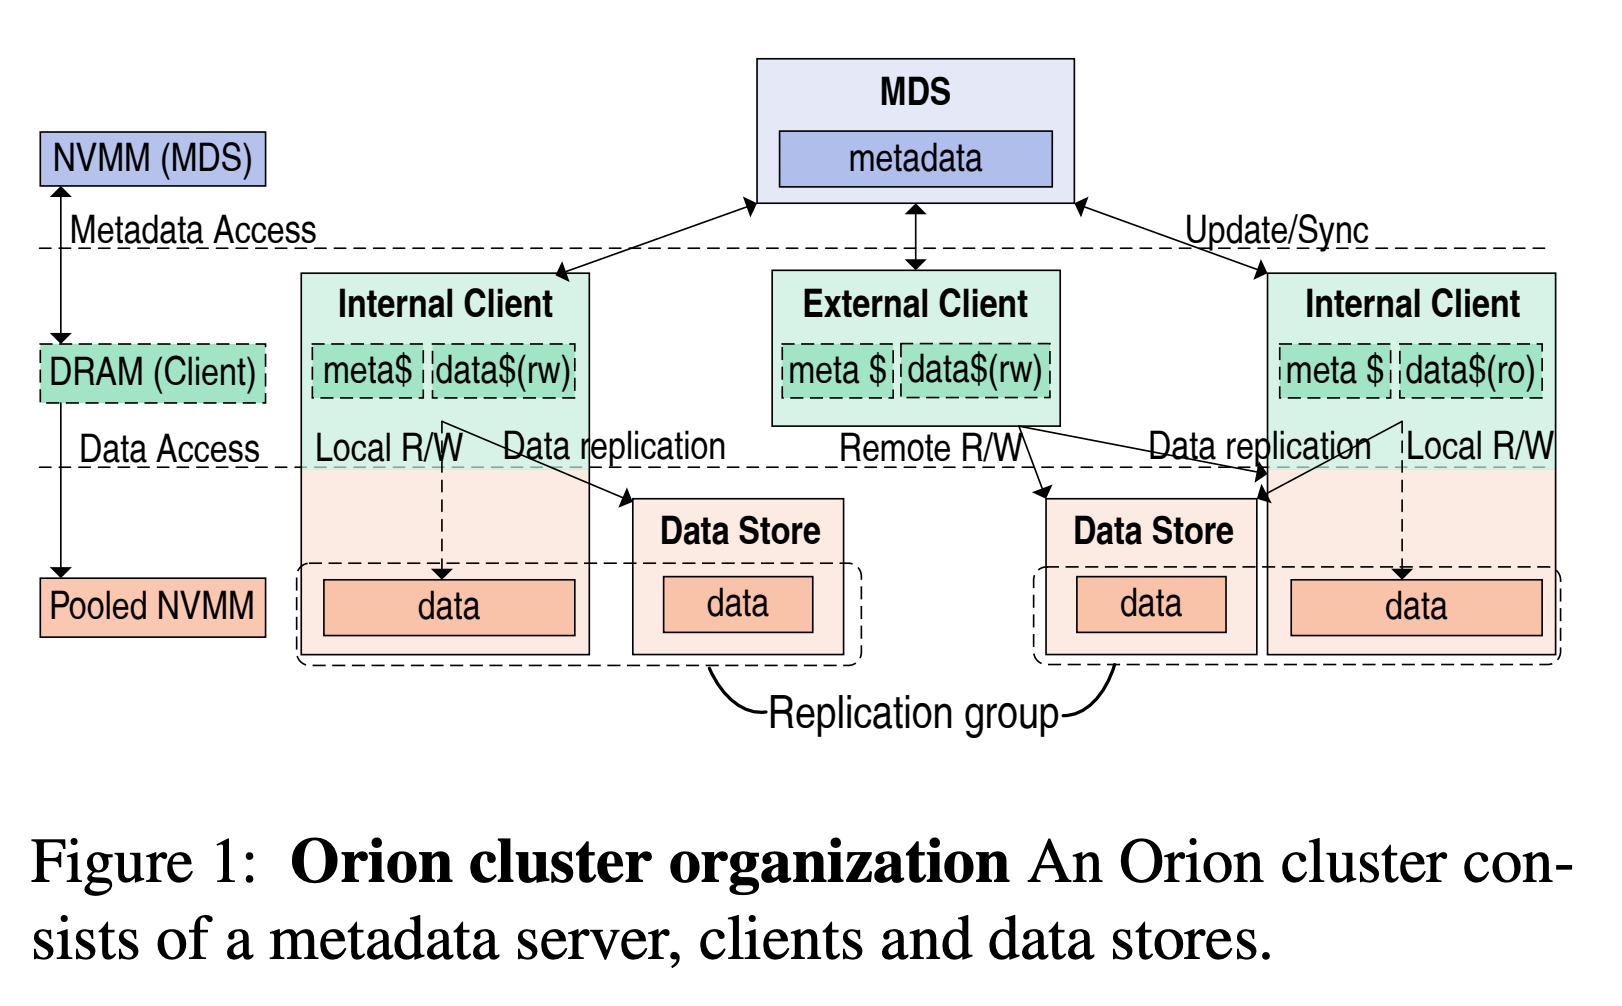 MDS
metadata
NVMM (MDS)
Metadata Access
Update/Sync
Internal Client
External Client
Internal Client
DRAM (Client)
meta$
data$(rw)
meta $
data$(rw)
meta $
data$(ro)
Data Access
Local R/W
Data replication
Remote R/W
Data replication
Local R/W
Data Store
Data Store
Pooled NVMM
data
data
data
data
Replication group
Figure 1: Orion cluster organization An Orion cluster con-
sists of a metadata server, clients and data stores.